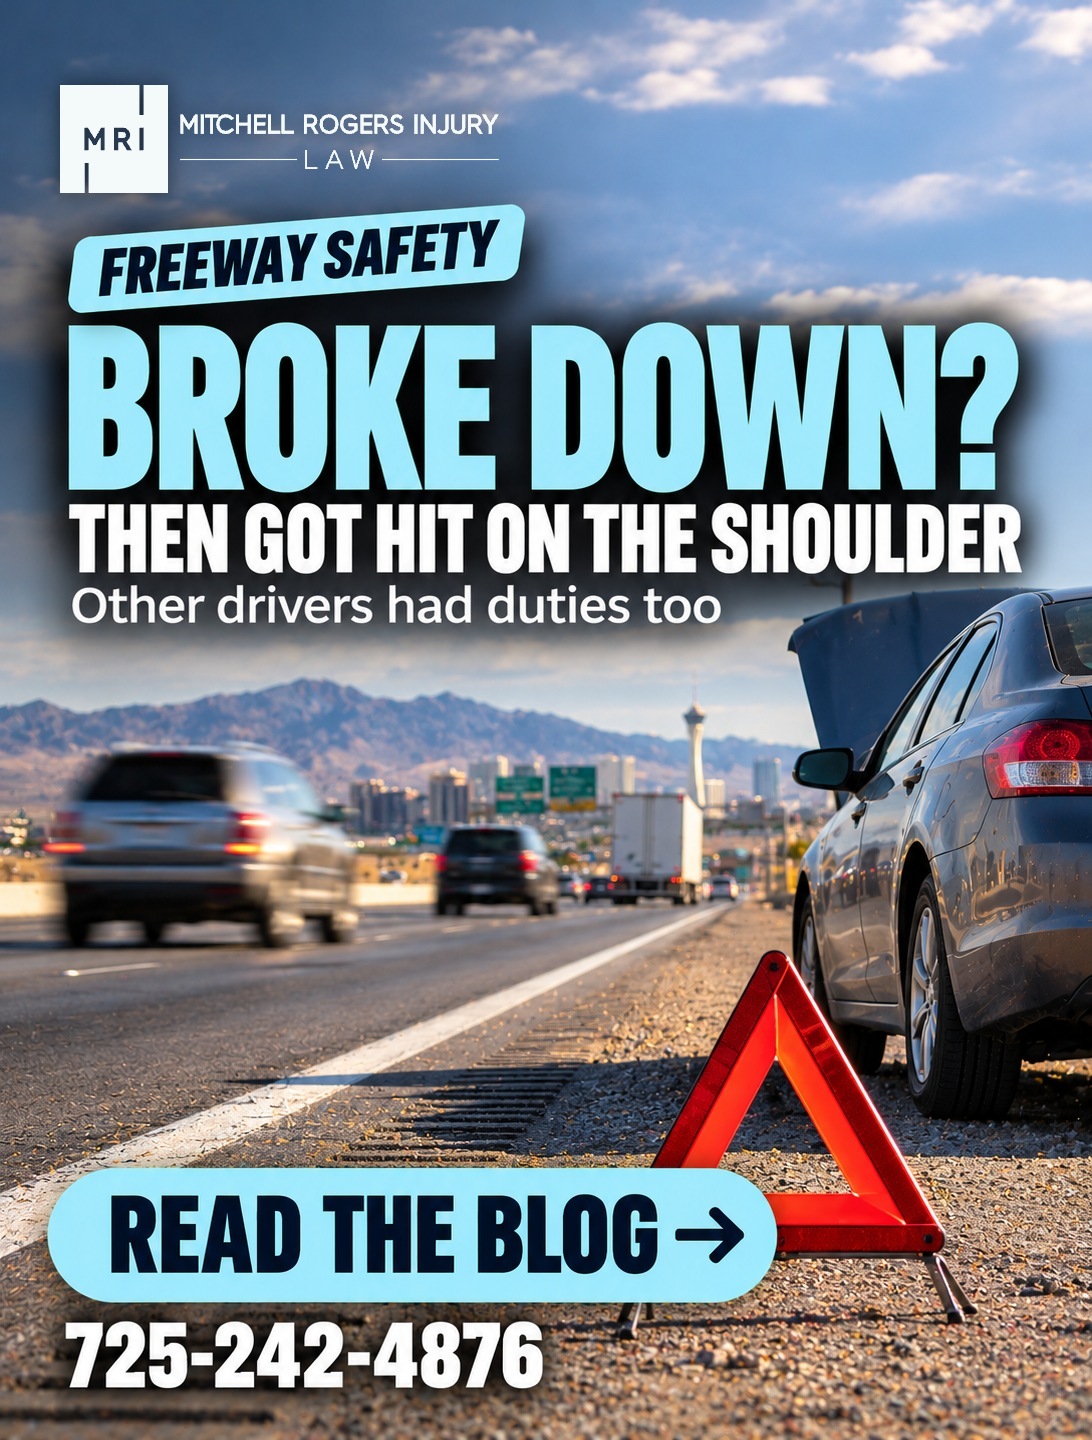 MRI
MITCHELL ROGERS INJURY
LAW
FREEWAY SAFETY
BROKE DOWN?
THEN GOT HIT ON THE SHOULDER
Other drivers had duties too
READ THE BLOG →
725-242-4876